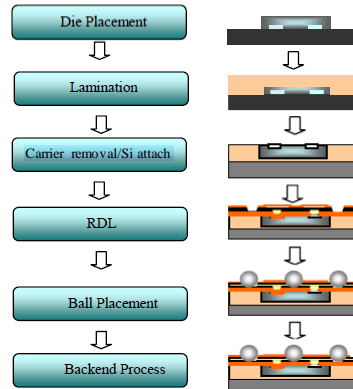 Die Placement
Lamination
Carrier removal/Si attach
RDL
Ball Placement
Backend Process